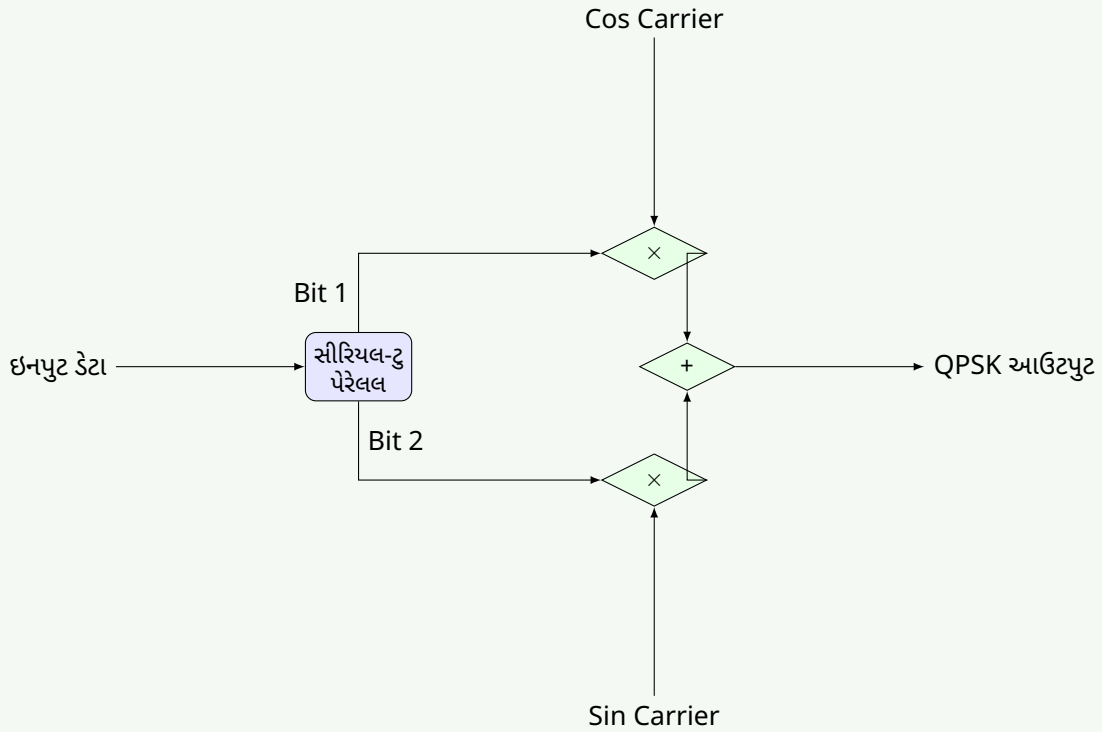 Cos Carrier
×
Bit 1
ઇનપુટ ડેટા
સીરિયલ-ટુ
પેરેલલ
+
QPSK આઉટપુટ
Bit 2
×
Sin Carrier